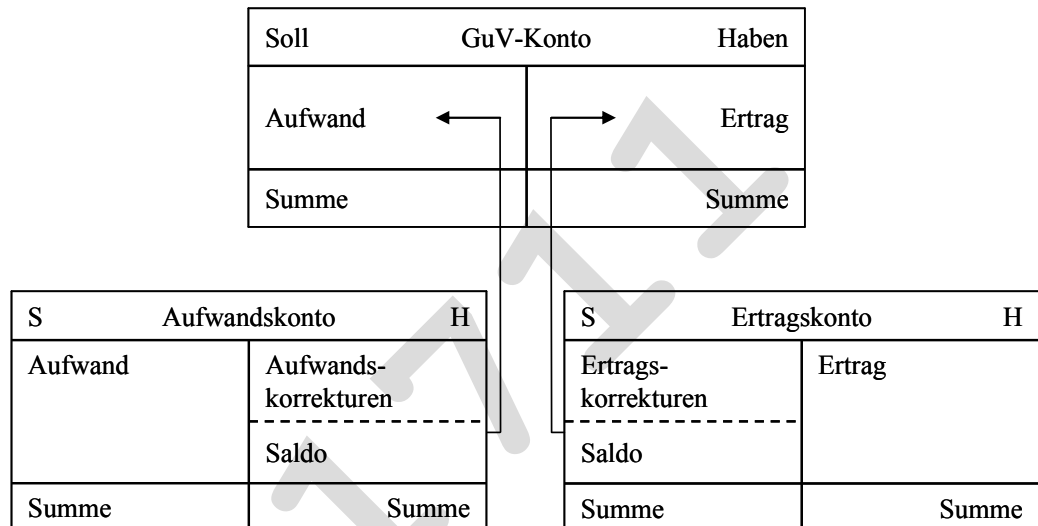 Soll GuV-Konto Haben
Aufwand Ertrag
Summe Summe
S Aufwandskonto H
Aufwand Aufwands-
korrekturen
Saldo
Summe Summe
S Ertragskonto H
Ertrags- Ertrag
korrekturen
Saldo
Summe Summe
1711